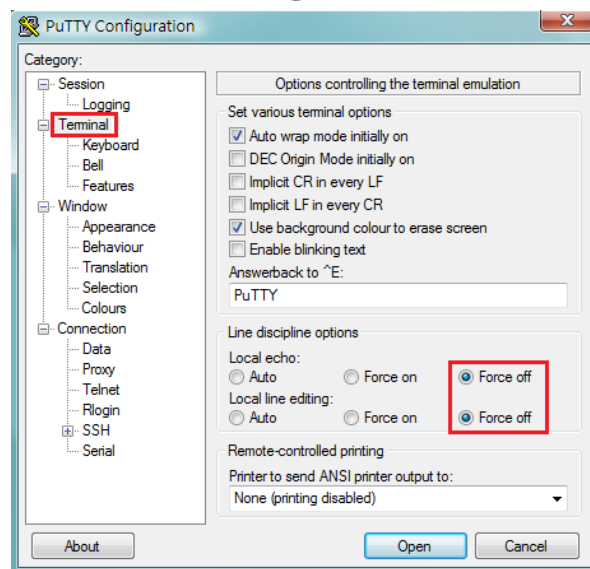 PuTTY Configuration
X
Category:
Session
Logging
Terminal
Keyboard
Bell
Features
Window
Appearance
Behaviour
Translation
Selection
Colours
Connection
Data
Proxy
Telnet
Rlogin
SSH
Serial
Options controlling the terminal emulation
Set various terminal options
Auto wrap mode initially on
DEC Origin Mode initially on
Implicit CR in every LF
Implicit LF in every CR
Use background colour to erase screen
Enable blinking text
Answerback to ^E:
PuTTY
Line discipline options
Local echo:
Auto Force on Force off
Local line editing:
Auto Force on Force off
Remote-controlled printing
Printer to send ANSI printer output to:
None (printing disabled)
About Open Cancel